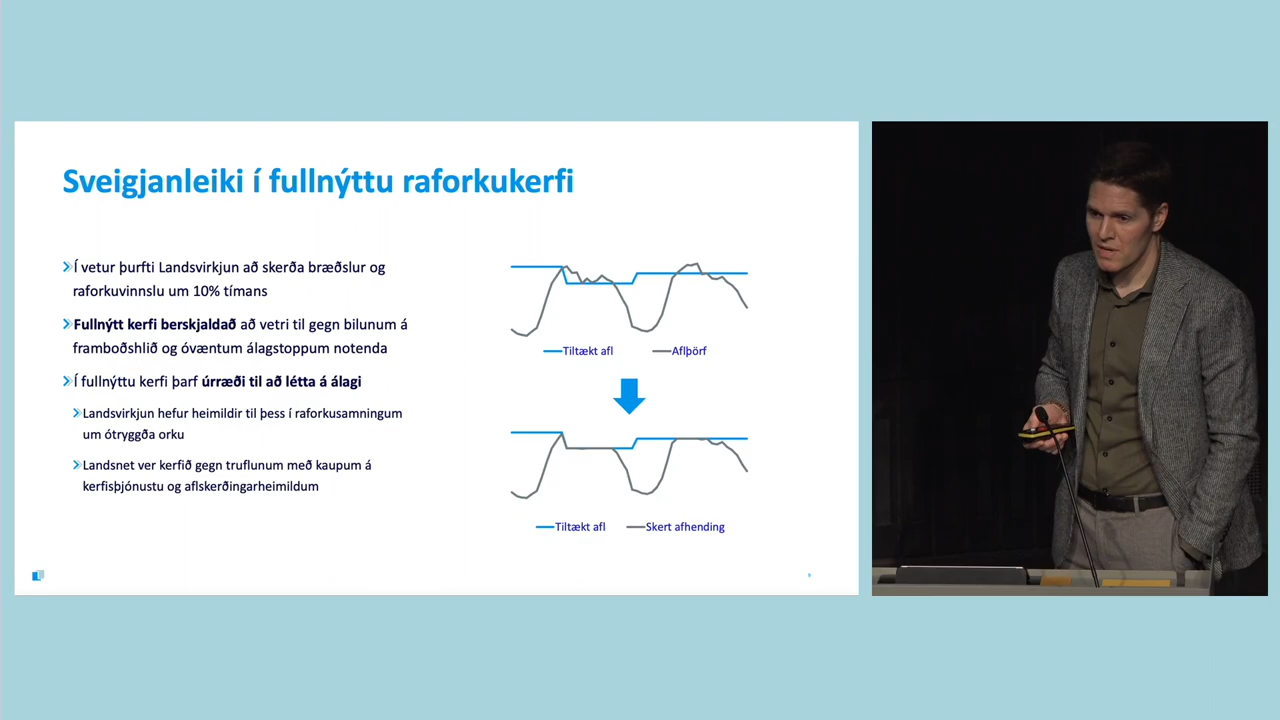 Sveigjanleiki í fullnýttu raforkukerfi
Í vetur þurfti Landsvirkjun að skerða bræðslur og
raforkuvinnslu um 10% tímans
Fullnýtt kerfi berskjaldað að vetri til gegn bilunum á
framboðshlið og óvæntum álagstoppum notenda
Í fullnýttu kerfi þarf úrræði til að létta á álagi
Landsvirkjun hefur heimildir til þess í raforkusamningum
um ótryggða orku
Landsnet ver kerfið gegn truflunum með kaupum á
kerfisþjónustu og aflskerðingarheimildum
Tiltækt afl
Aflþörf
Tiltækt afl
Skert afhending